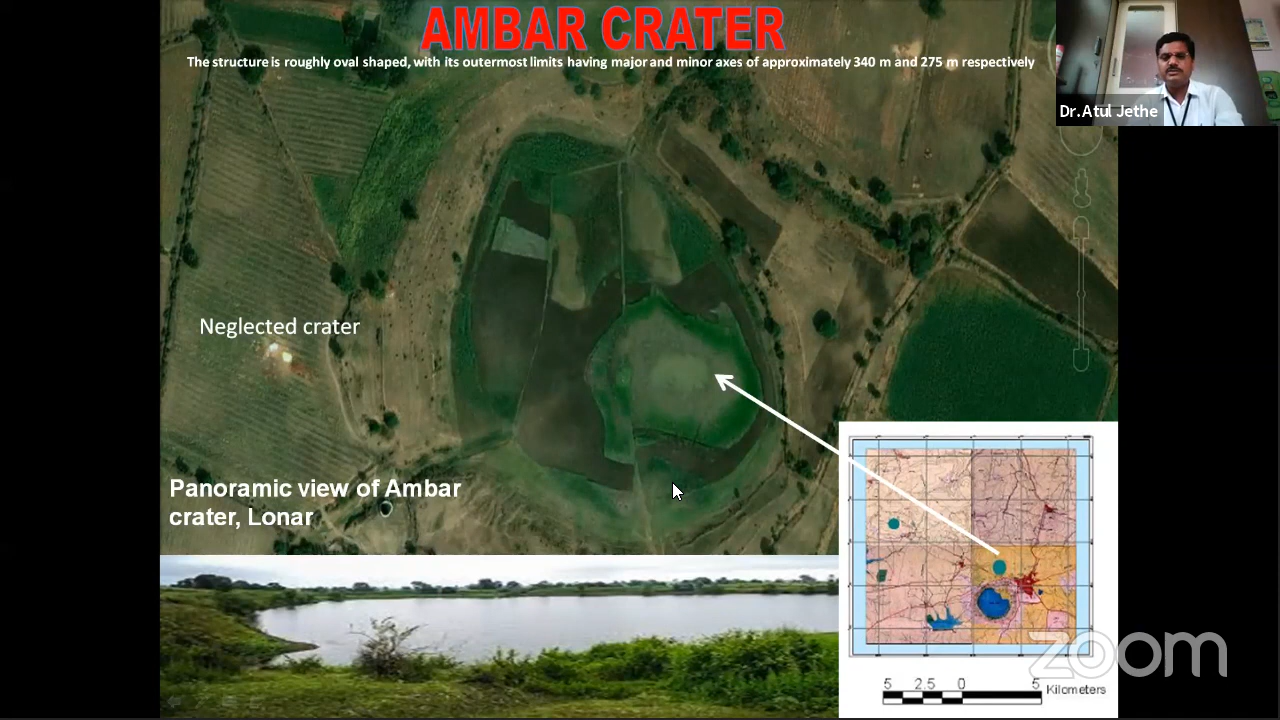 AMBAR CRATER
The structure is roughly oval shaped, with its outermost limits having major and minor axes of approximately 340 m and 275 m respectively
Dr.Atul Jethe
Neglected crater
Panoramic view of Ambar
crater, Lonar
zoom
5 2.5 0 5 Kilometers